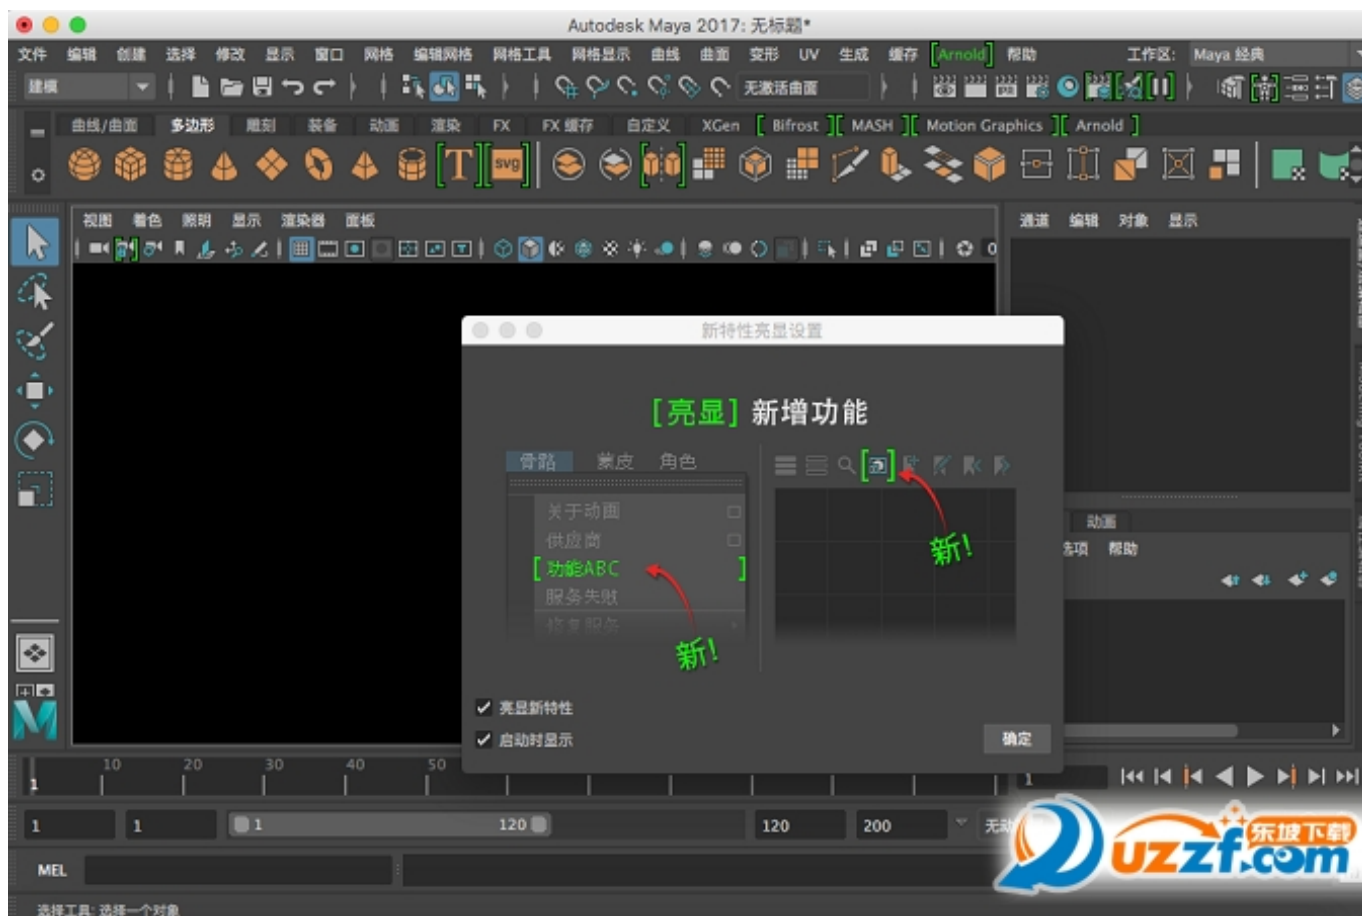 Autodesk Maya 2017: 无标题*
文件 编辑 创建 选择 修改 显示 窗口 网格 编辑网格 网格工具 网格显示 曲线 曲面 变形 UV 生成 缓存 [Arnold] 帮助 工作区: Maya 经典
建模 无激活曲面
曲线/曲面 多边形 雕刻 装备 动画 渲染 FX FX 缓存 自定义 XGen [ Bifrost ][ MASH ][ Motion Graphics ][ Arnold ]
T svg
视图 着色 照明 显示 渲染器 面板
通道 编辑 对象 显示
0
新特性亮显设置
[亮显] 新增功能
骨骼 蒙皮 角色
关于动画
供应商
[ 功能ABC ]
服务失败
恢复服务
新!
新!
亮显新特性
启动时显示
确定
动画
选项 帮助
1 10 20 30 40 50 1
1 1 1 120 120 200 无动
MEL
选择工具: 选择一个对象
东坡下载
uzzf.com